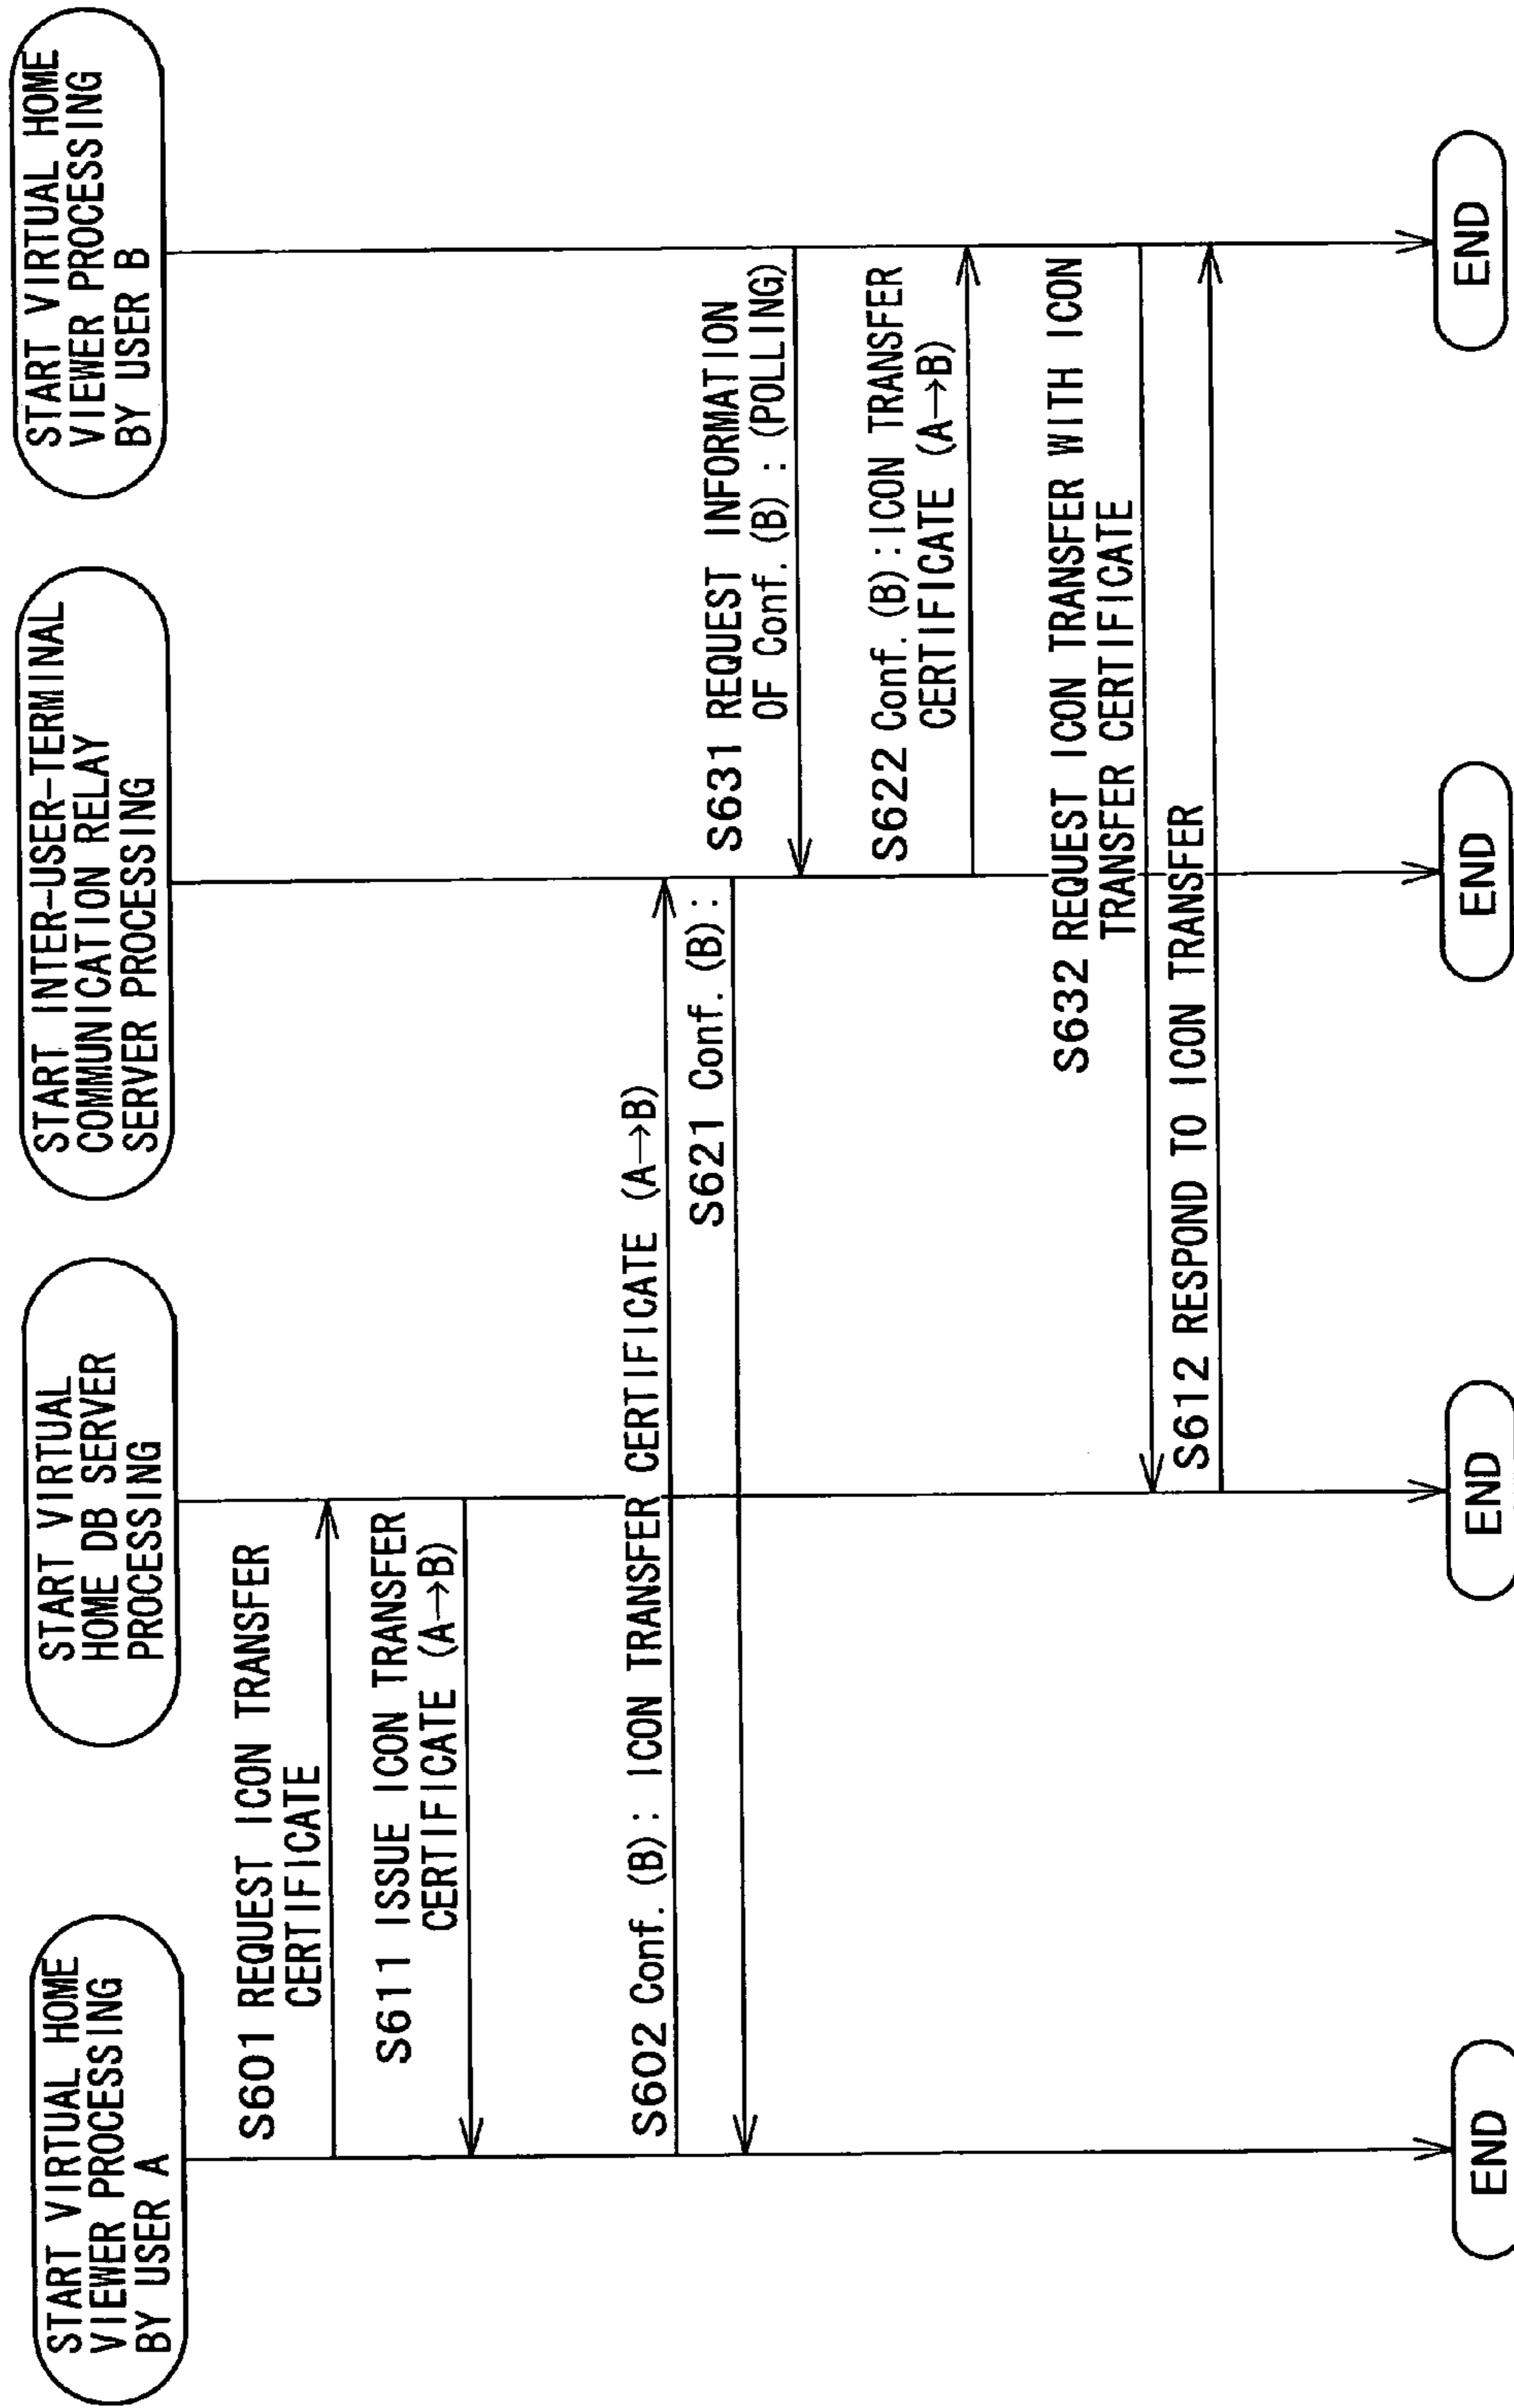 START VIRTUAL HOME
VIEWER PROCESSING
BY USER A
START VIRTUAL
HOME DB SERVER
PROCESSING
START INTER-USER-TERMINAL
COMMUNICATION RELAY
SERVER PROCESSING
START VIRTUAL HOME
VIEWER PROCESSING
BY USER B
S601 REQUEST ICON TRANSFER
CERTIFICATE
S611 ISSUE ICON TRANSFER
CERTIFICATE (A→B)
S602 Conf. (B): ICON TRANSFER CERTIFICATE (A→B)
S621 Conf. (B):
S631 REQUEST INFORMATION
OF Conf. (B) : (POLLING)
S622 Conf. (B):ICON TRANSFER
CERTIFICATE (A→B)
S632 REQUEST ICON TRANSFER WITH ICON
TRANSFER CERTIFICATE
S612 RESPOND TO ICON TRANSFER
END
END
END
END